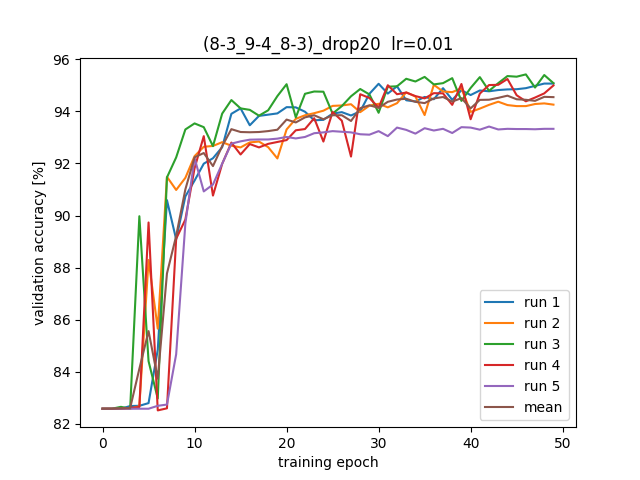 (8-3_9-4_8-3)_drop20  lr=0.01
validation accuracy [%]
96
94
92
90
88
86
84
82
0 10 20 30 40 50
training epoch
run 1
run 2
run 3
run 4
run 5
mean